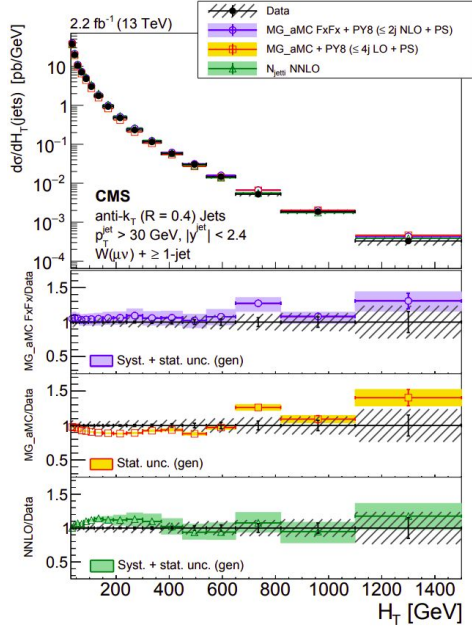 2.2 fb⁻¹ (13 TeV)
Data
MG_aMC FxFx + PY8 (≤ 2j NLO + PS)
MG_aMC + PY8 (≤ 4j LO + PS)
N_jetti NNLO
dσ/dH_T(jets) [pb/GeV]
10
1
10⁻¹
10⁻²
10⁻³
10⁻⁴
CMS
anti-k_T (R = 0.4) Jets
p_T^jet > 30 GeV, |y^jet| < 2.4
W(μν) + ≥ 1-jet
MG_aMC FxFx/Data
1.5
1
0.5
Syst. + stat. unc. (gen)
MG_aMC/Data
1.5
1
0.5
Stat. unc. (gen)
NNLO/Data
1.5
1
0.5
Syst. + stat. unc. (gen)
200 400 600 800 1000 1200 1400
H_T [GeV]